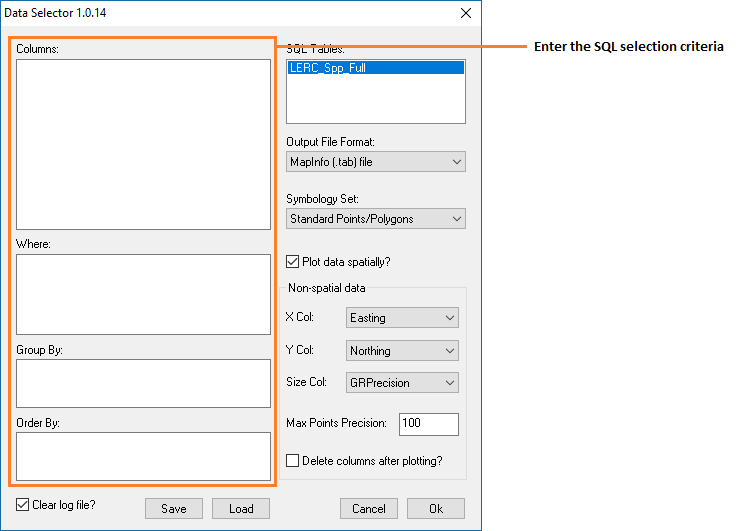 Data Selector 1.0.14
Columns:
SQL Tables:
Enter the SQL selection criteria
LERC_Spp_Full
Output File Format:
MapInfo (.tab) file
Symbology Set:
Standard Points/Polygons
Where:
Plot data spatially?
Non-spatial data
X Col:
Easting
Y Col:
Northing
Group By:
Size Col:
GRPrecision
Order By:
Max Points Precision:
100
Delete columns after plotting?
Clear log file?
Save
Load
Cancel
Ok